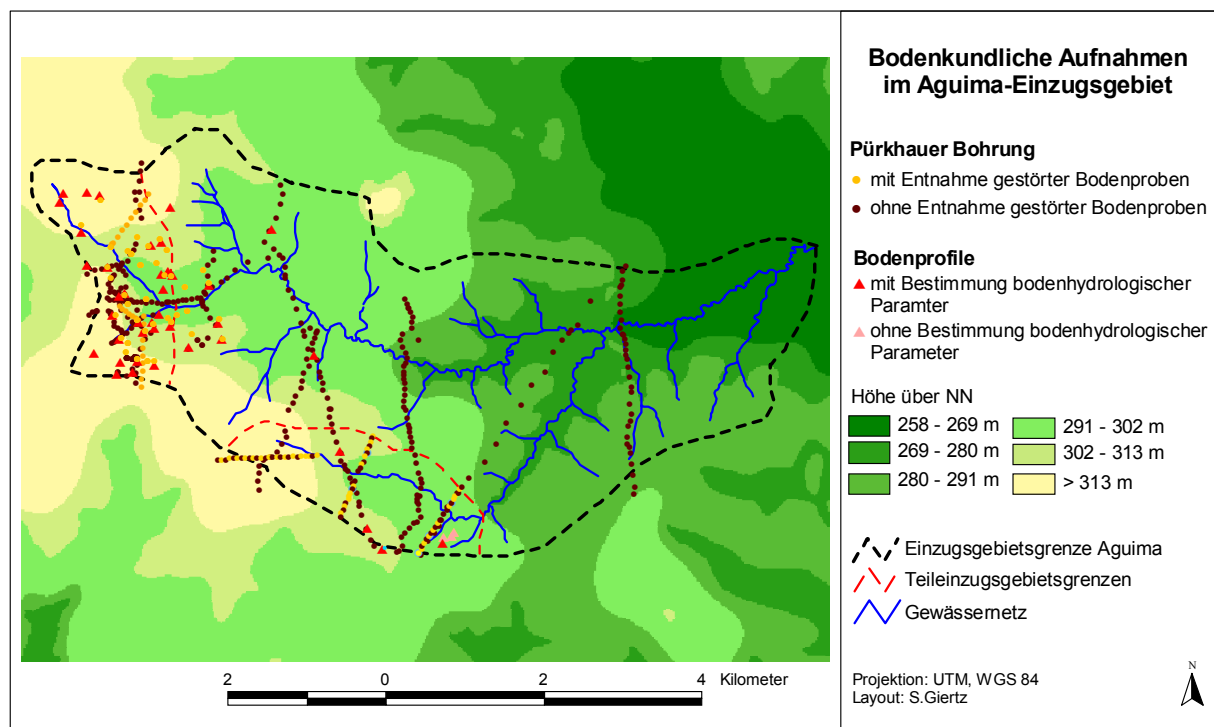 Bodenkundliche Aufnahmen
im Aguima-Einzugsgebiet
Pürkhauer Bohrung
mit Entnahme gestörter Bodenproben
ohne Entnahme gestörter Bodenproben
Bodenprofile
mit Bestimmung bodenhydrologischer
Paramter
ohne Bestimmung bodenhydrologischer
Parameter
Höhe über NN
258 - 269 m
291 - 302 m
269 - 280 m
302 - 313 m
280 - 291 m
> 313 m
Einzugsgebietsgrenze Aguima
Teileinzugsgebietsgrenzen
Gewässernetz
2 0 2 4 Kilometer
Projektion: UTM, WGS 84
Layout: S.Giertz
N